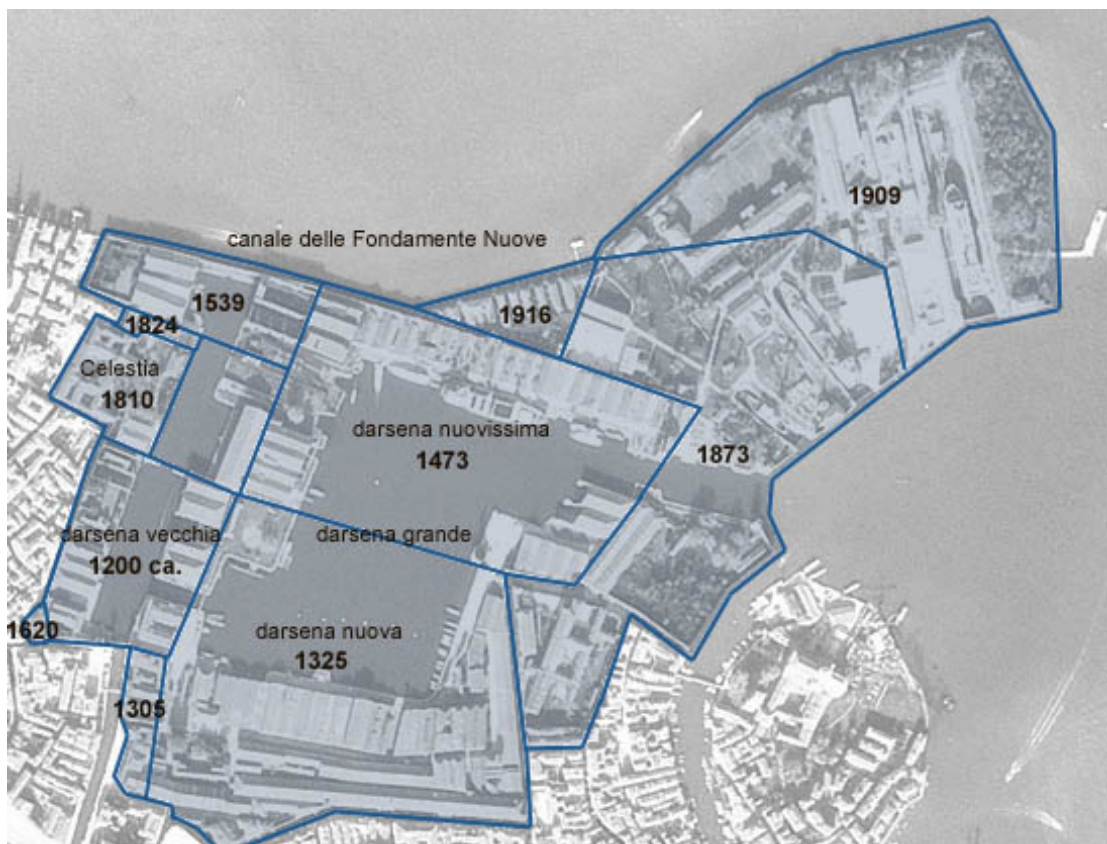 1909
canale delle Fondamente Nuove
1539
1916
1824
Celestia
1810
darsena nuovissima
1473
1873
darsena vecchia
1200 ca.
darsena grande
1620
darsena nuova
1325
1305